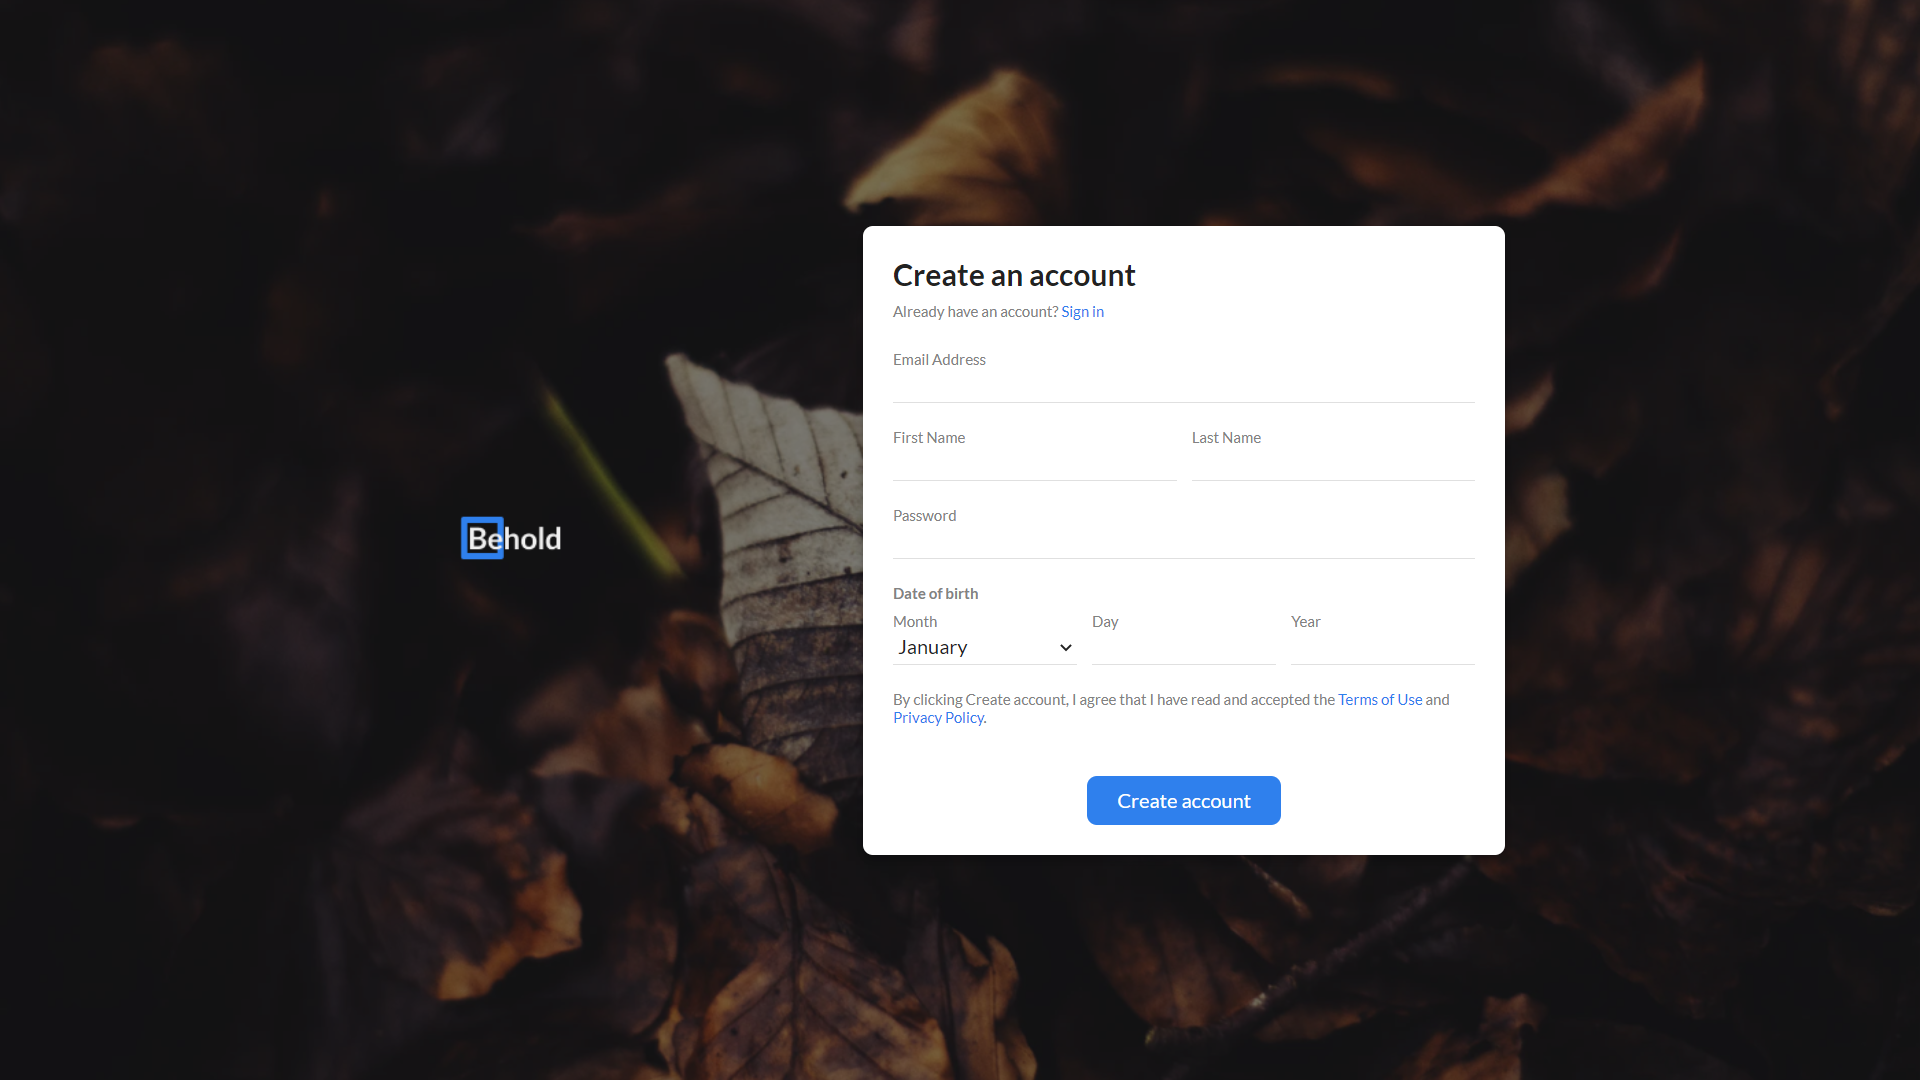 Behold
Create an account
Already have an account? Sign in
Email Address
First Name
Last Name
Password
Date of birth
Month
Day
Year
January
By clicking Create account, I agree that I have read and accepted the Terms of Use and
Privacy Policy.
Create account